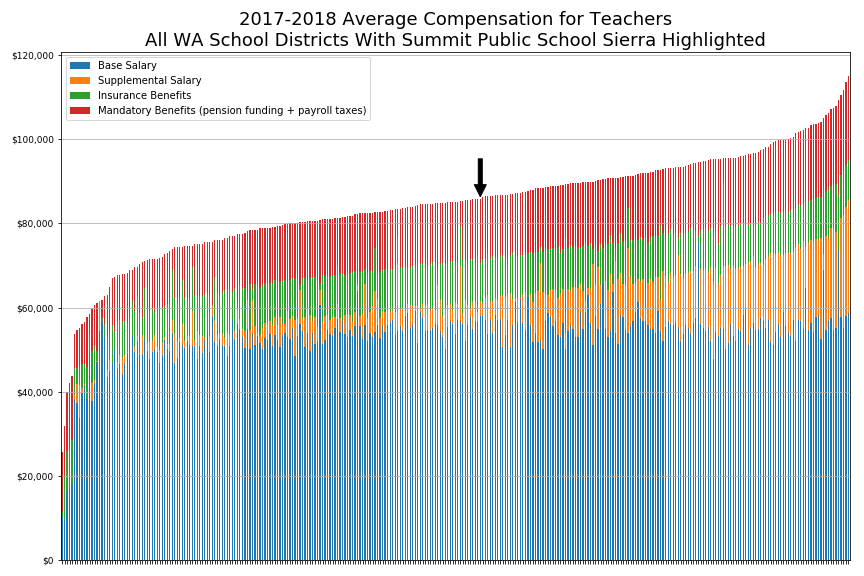 2017-2018 Average Compensation for Teachers
All WA School Districts With Summit Public School Sierra Highlighted
$120,000
Base Salary
Supplemental Salary
Insurance Benefits
Mandatory Benefits (pension funding + payroll taxes)
$100,000
$80,000
$60,000
$40,000
$20,000
$0